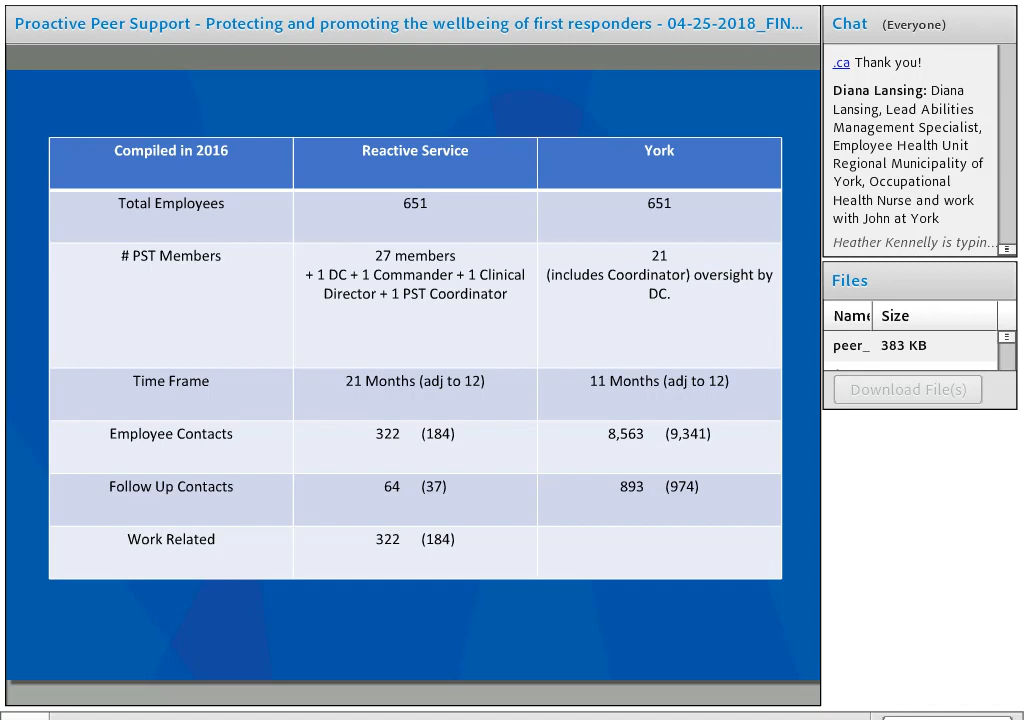 Proactive Peer Support - Protecting and promoting the wellbeing of first responders - 04-25-2018_FIN...
Compiled in 2016 Reactive Service York
Total Employees 651 651
# PST Members 27 members 21
+ 1 DC + 1 Commander + 1 Clinical (includes Coordinator) oversight by
Director + 1 PST Coordinator DC.
Time Frame 21 Months (adj to 12) 11 Months (adj to 12)
Employee Contacts 322 (184) 8,563 (9,341)
Follow Up Contacts 64 (37) 893 (974)
Work Related 322 (184)
Chat (Everyone)
.ca Thank you!
Diana Lansing: Diana
Lansing, Lead Abilities
Management Specialist,
Employee Health Unit
Regional Municipality of
York, Occupational
Health Nurse and work
with John at York
Heather Kennelly is typin...
Files
Name Size
peer_ 383 KB
Download File(s)